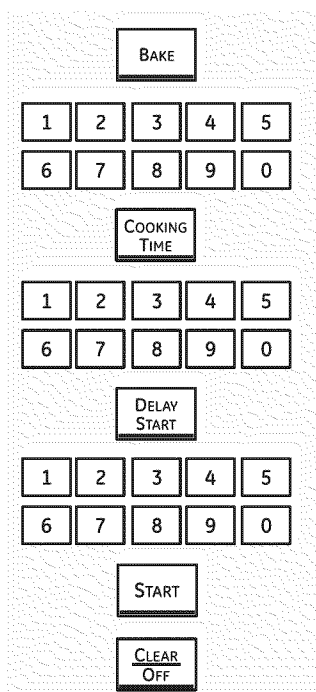 BAKE
1 2 3 4 5
6 7 8 9 0
COOKING
TIME
1 2 3 4 5
6 7 8 9 0
DELAY
START
1 2 3 4 5
6 7 8 9 0
START
CLEAR
OFF